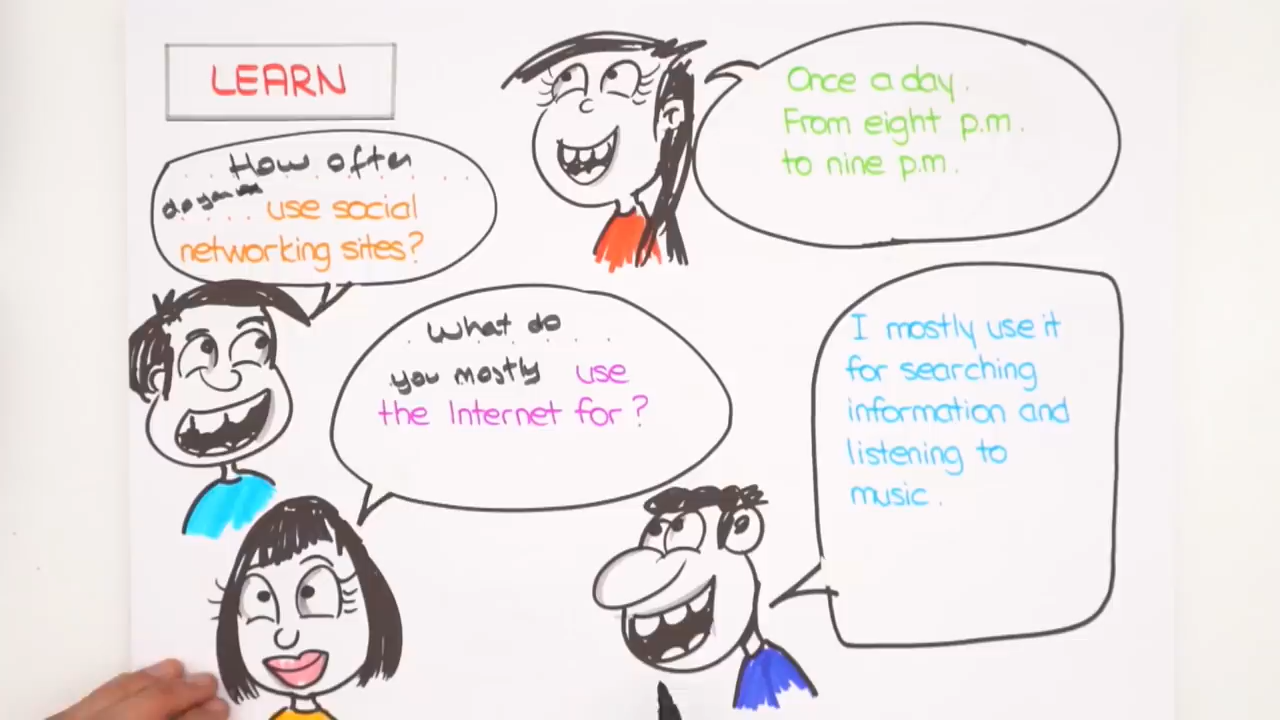 LEARN
How often
do you use social
networking sites?
Once a day.
From eight p.m.
to nine p.m.
What do
you mostly use
the Internet for?
I mostly use it
for searching
information and
listening to
music.